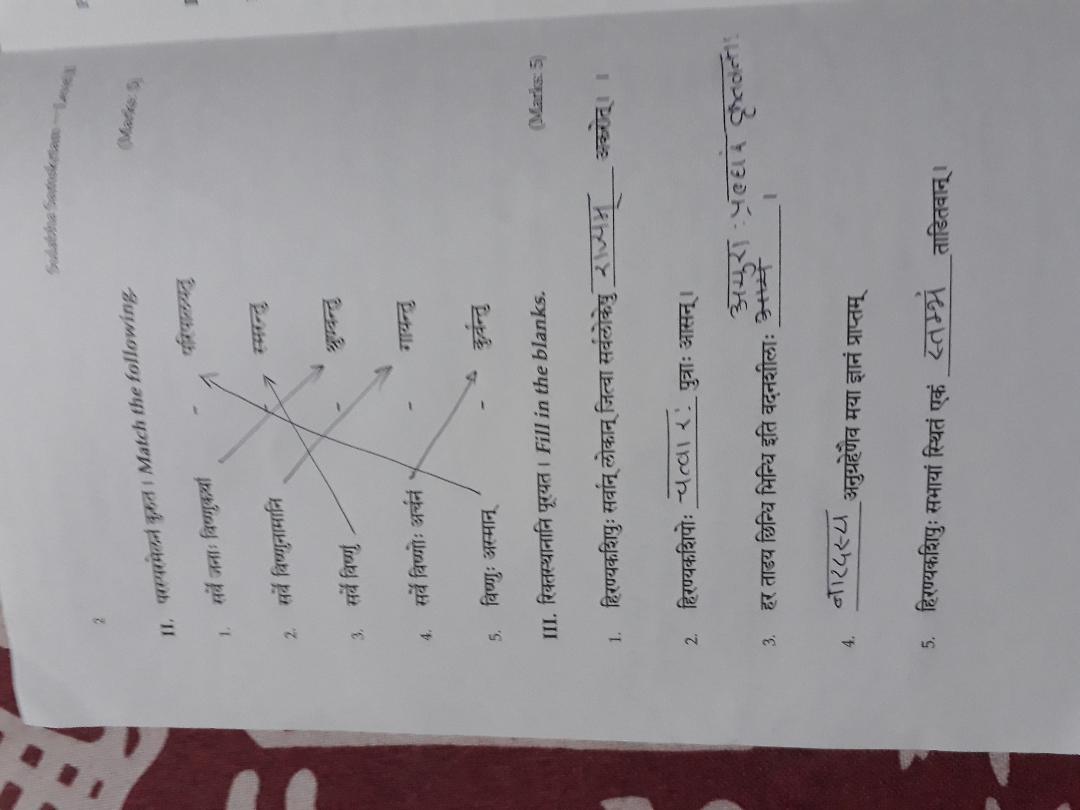 Sulabha Samskritam — Level
2
II. परस्परमेलनं कुरुत। Match the following. (Marks: 5)
1. सर्वे जनाः विष्णुकथां - परिपालयतु
2. सर्वे विष्णुनामानि - स्मरन्तु
3. सर्वे विष्णुं - श्रुण्वन्तु
4. सर्वे विष्णोः अर्चनं - गायन्तु
5. विष्णुः अस्मान् - कुर्वन्तु
III. रिक्तस्थानानि पूरयत। Fill in the blanks. (Marks: 5)
1. हिरण्यकशिपुः सर्वान् लोकान् जित्वा सर्वलोकेषु राज्यम् अकरोत्। ।
2. हिरण्यकशिपोः चत्वारः पुत्राः आसन्।
असुराः
3. हर ताडय छिन्धि भिन्धि इति वदनशीलाः ।
4. नारदस्य अनुग्रहेणैव मया ज्ञानं प्राप्तम्
5. हिरण्यकशिपुः सभायां स्थितं एकं स्तम्भं ताडितवान्।